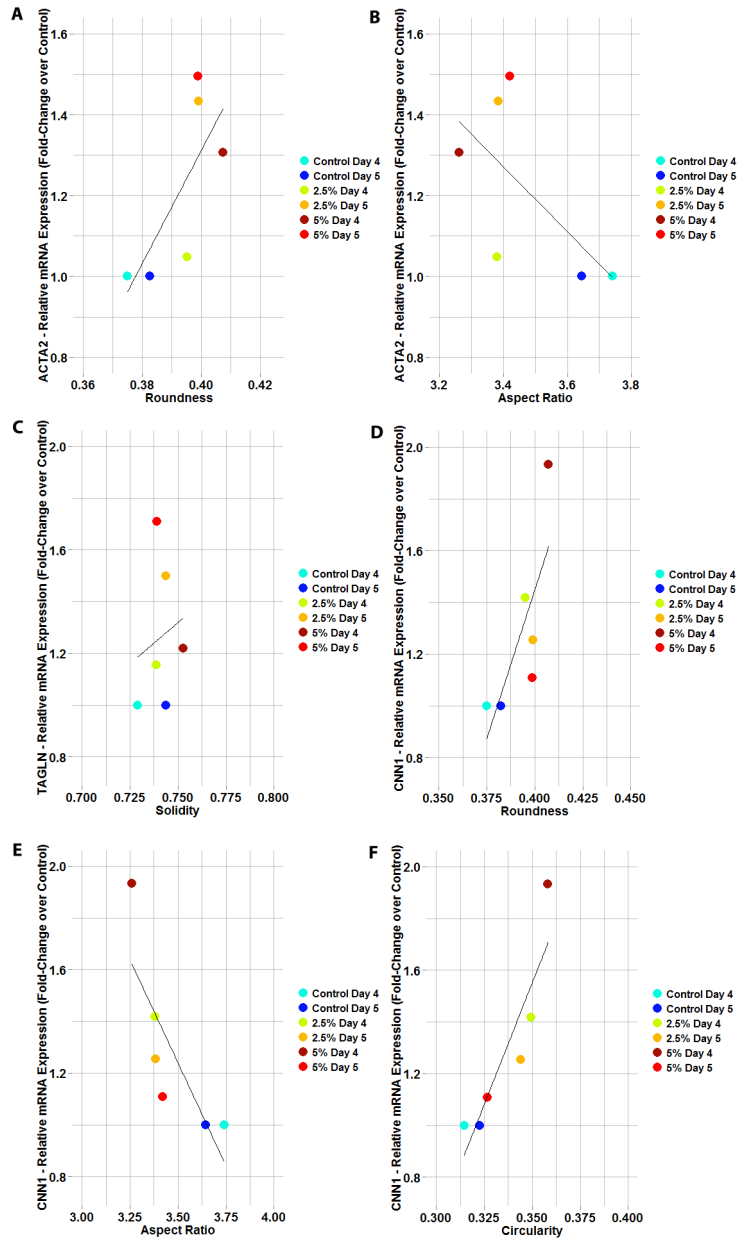 A
ACTA2 - Relative mRNA Expression (Fold-Change over Control)
1.6
1.4
1.2
1.0
0.8
0.36
0.38
0.40
0.42
Roundness
Control Day 4
Control Day 5
2.5% Day 4
2.5% Day 5
5% Day 4
5% Day 5
B
ACTA2 - Relative mRNA Expression (Fold-Change over Control)
1.6
1.4
1.2
1.0
0.8
3.2
3.4
3.6
3.8
Aspect Ratio
Control Day 4
Control Day 5
2.5% Day 4
2.5% Day 5
5% Day 4
5% Day 5
C
TAGLN - Relative mRNA Expression (Fold-Change over Control)
2.0
1.6
1.2
0.8
0.700
0.725
0.750
0.775
0.800
Solidity
Control Day 4
Control Day 5
2.5% Day 4
2.5% Day 5
5% Day 4
5% Day 5
D
CNN1 - Relative mRNA Expression (Fold-Change over Control)
2.0
1.6
1.2
0.8
0.350
0.375
0.400
0.425
0.450
Roundness
Control Day 4
Control Day 5
2.5% Day 4
2.5% Day 5
5% Day 4
5% Day 5
E
CNN1 - Relative mRNA Expression (Fold-Change over Control)
2.0
1.6
1.2
0.8
3.00
3.25
3.50
3.75
4.00
Aspect Ratio
Control Day 4
Control Day 5
2.5% Day 4
2.5% Day 5
5% Day 4
5% Day 5
F
CNN1 - Relative mRNA Expression (Fold-Change over Control)
2.0
1.6
1.2
0.8
0.300
0.325
0.350
0.375
0.400
Circularity
Control Day 4
Control Day 5
2.5% Day 4
2.5% Day 5
5% Day 4
5% Day 5